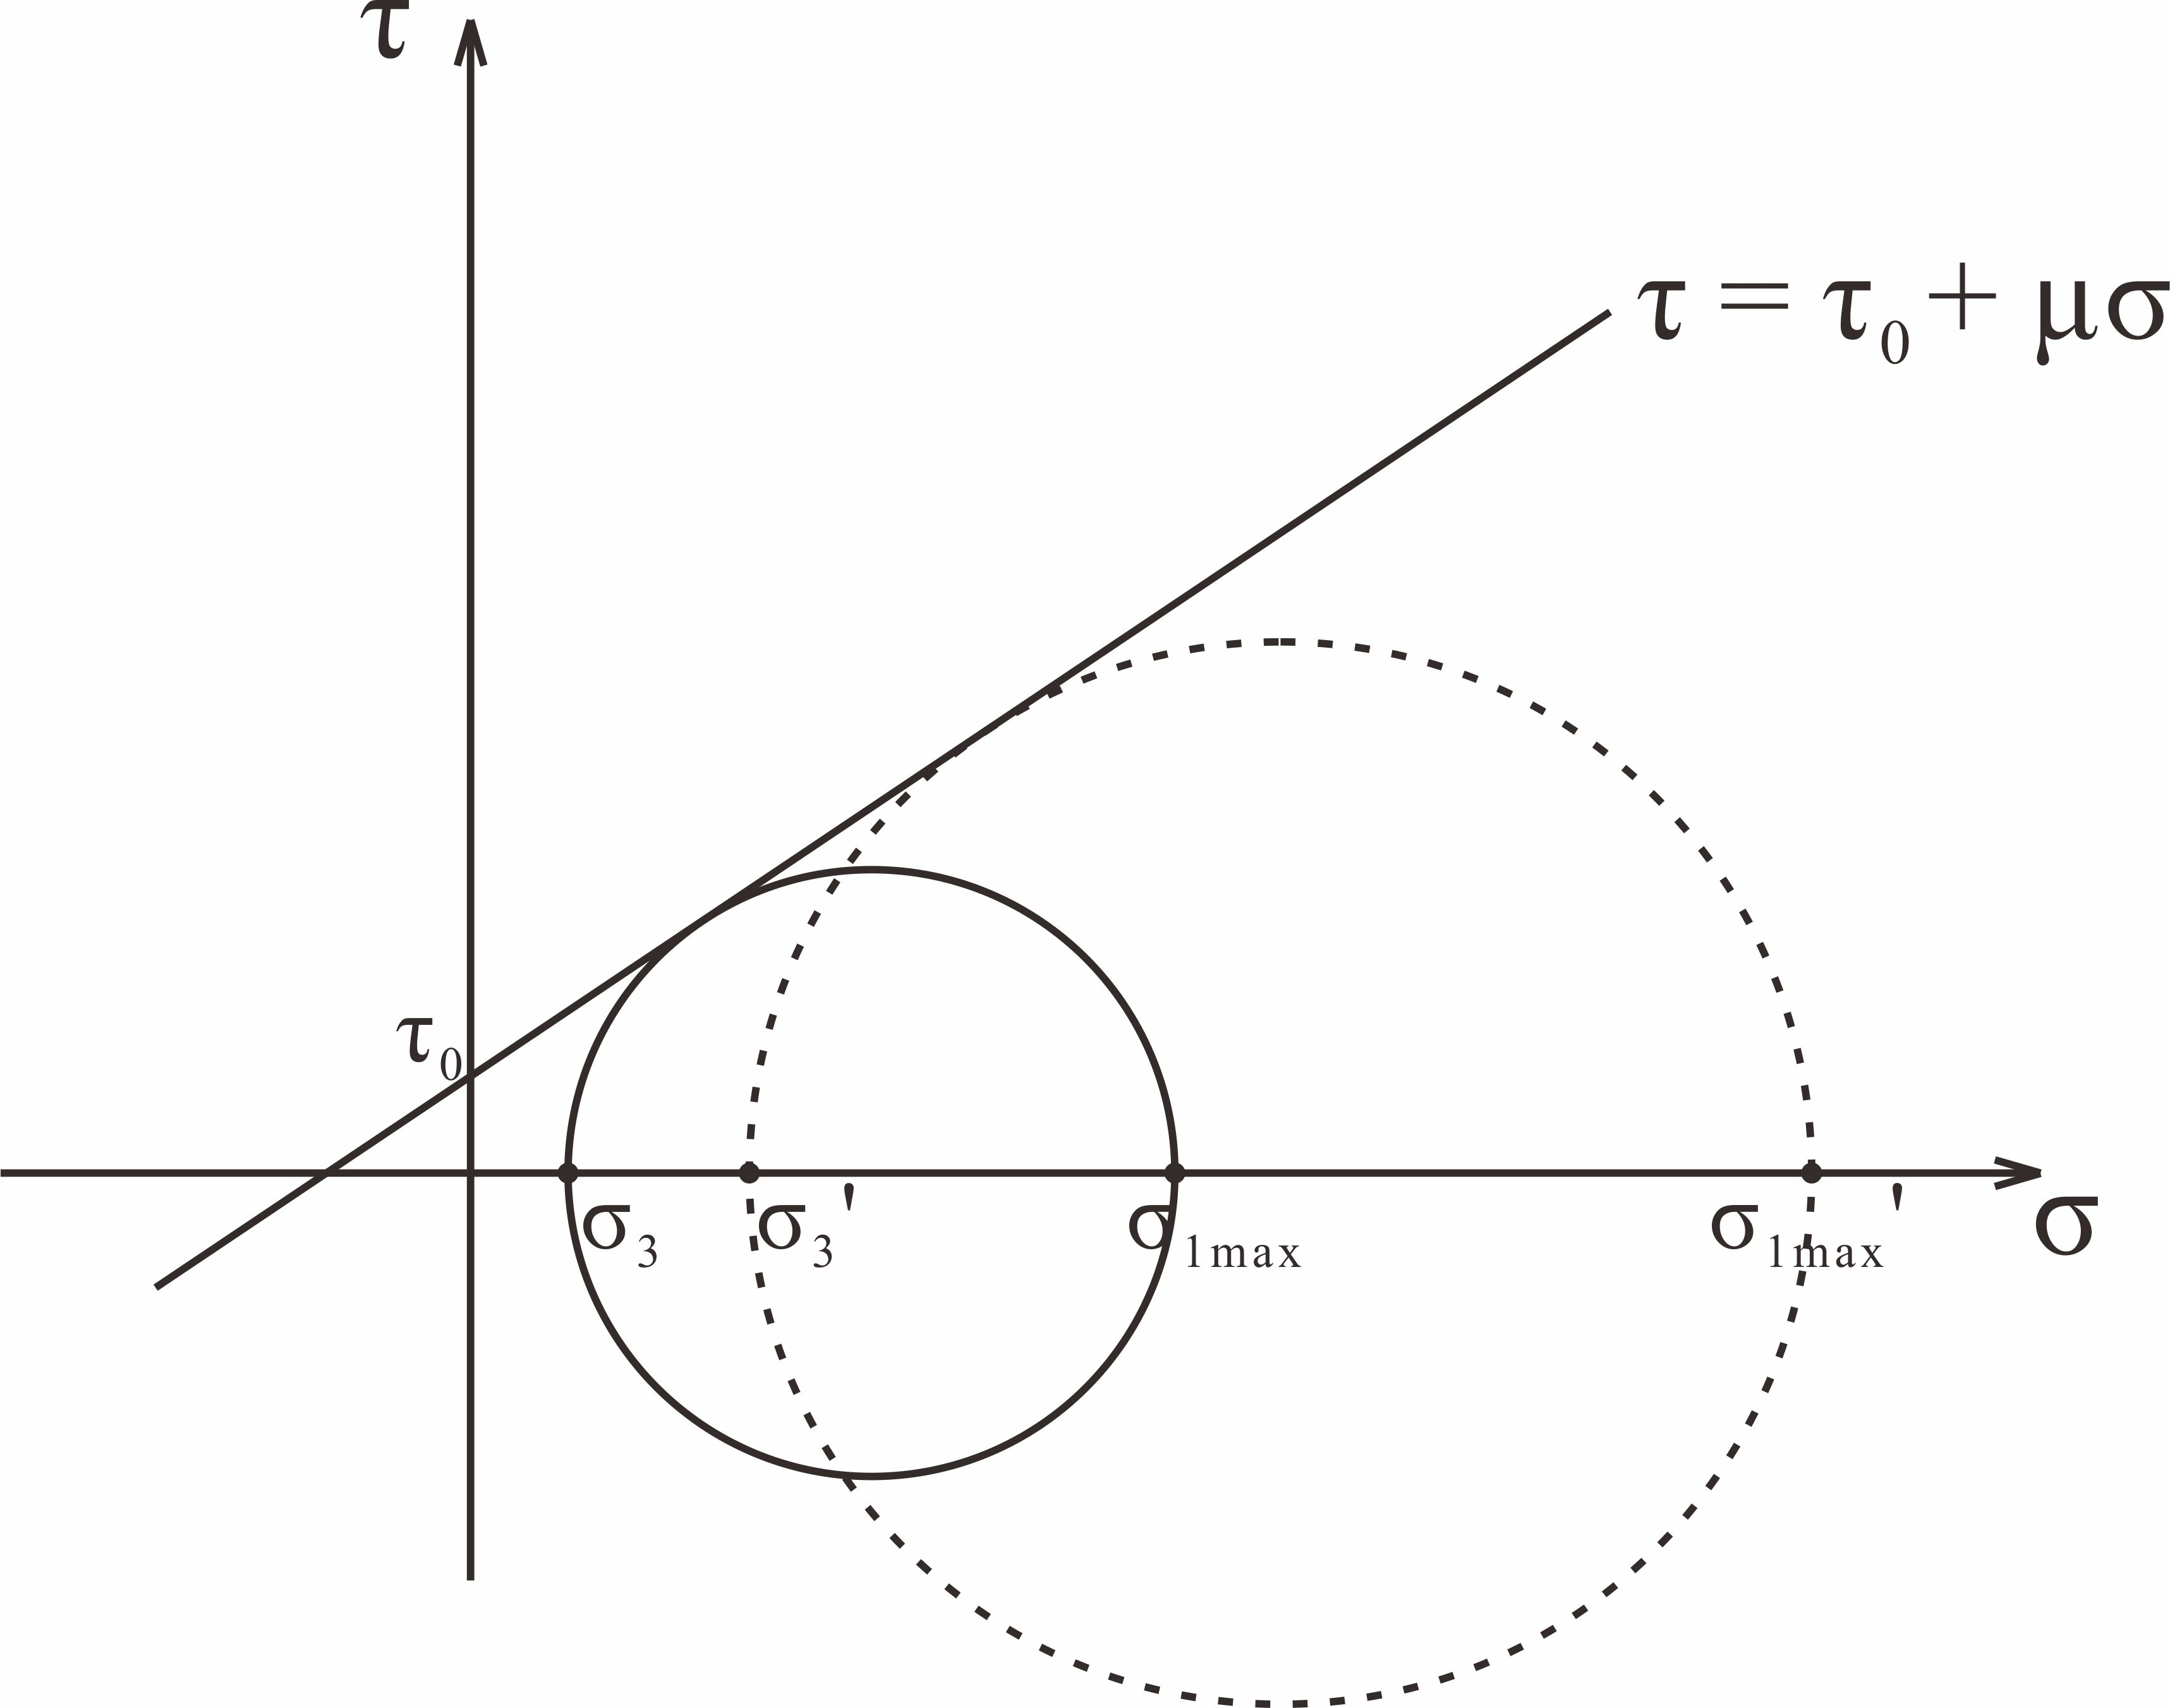 τ
τ = τ₀ + μσ
τ₀
σ₃ σ₃' σ₁max σ₁max' σ